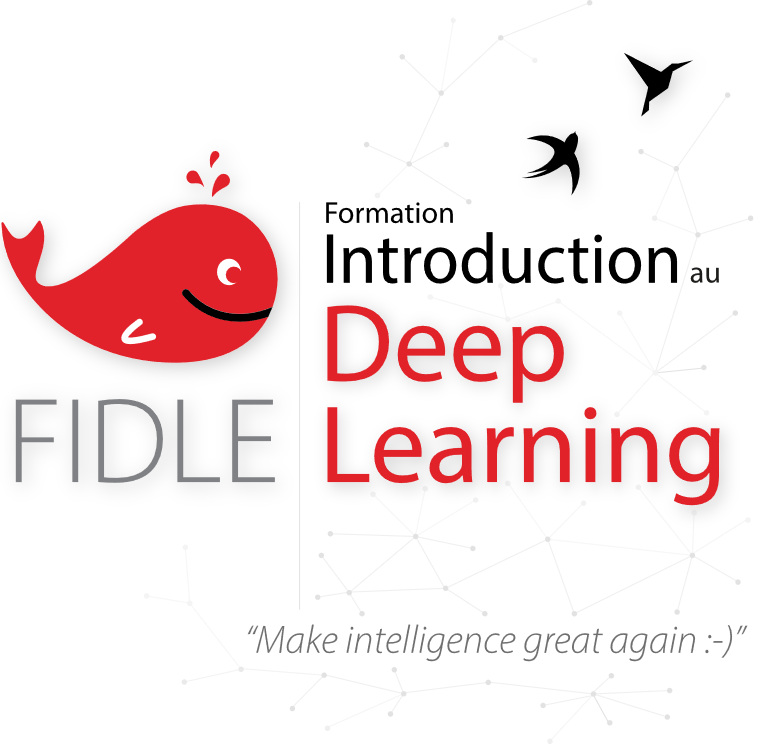 Formation
Introduction au
Deep
Learning
FIDLE
“Make intelligence great again :-)”